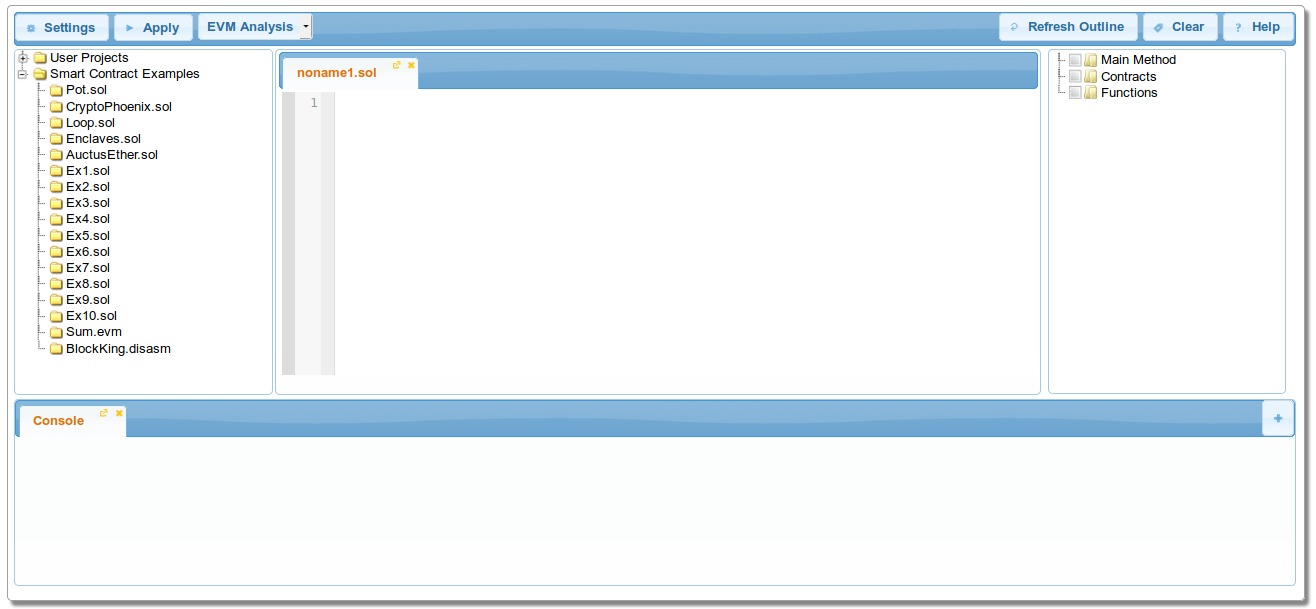 Settings Apply EVM Analysis Refresh Outline Clear ? Help
User Projects
Smart Contract Examples
Pot.sol
CryptoPhoenix.sol
Loop.sol
Enclaves.sol
AuctusEther.sol
Ex1.sol
Ex2.sol
Ex3.sol
Ex4.sol
Ex5.sol
Ex6.sol
Ex7.sol
Ex8.sol
Ex9.sol
Ex10.sol
Sum.evm
BlockKing.disasm
noname1.sol
1
Main Method
Contracts
Functions
Console